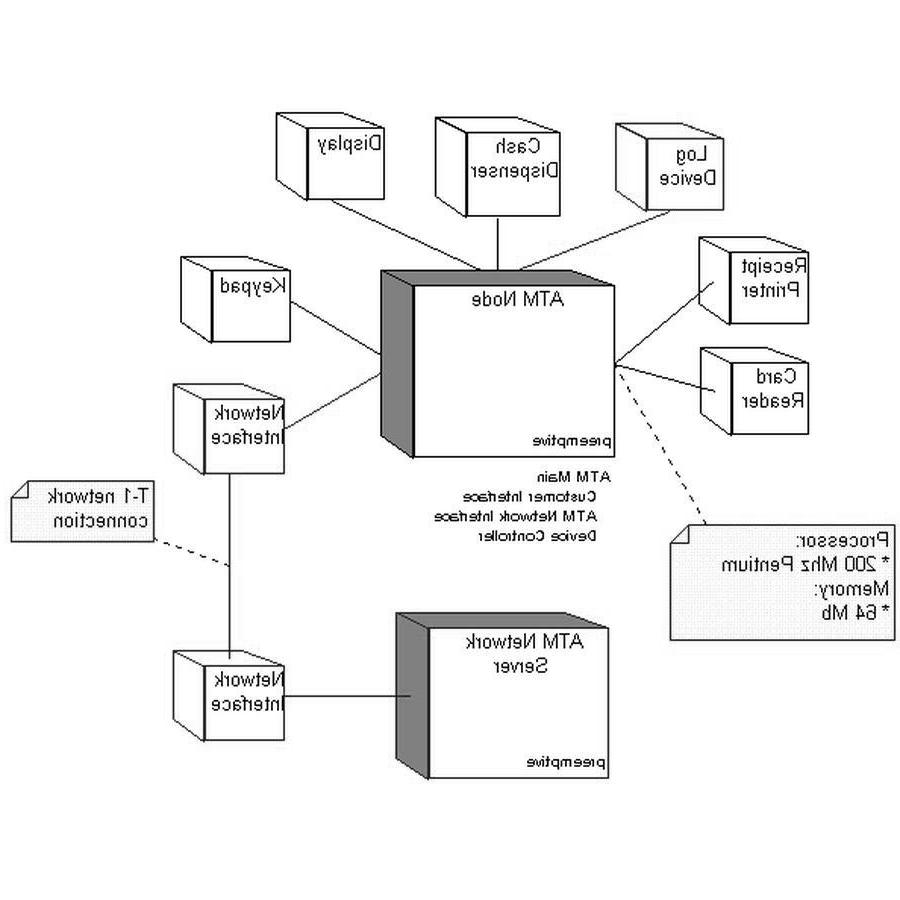 Display
Cash
Dispenser
Log
Device
Keypad
ATM Node
preemptive
Receipt
Printer
Network
Interface
Card
Reader
ATM Main
Customer Interface
ATM Network Interface
Device Controller
T-1 network
connection
Processor:
* 200 Mhz Pentium
Memory:
* 64 Mb
Network
Interface
ATM Network
Server
preemptive